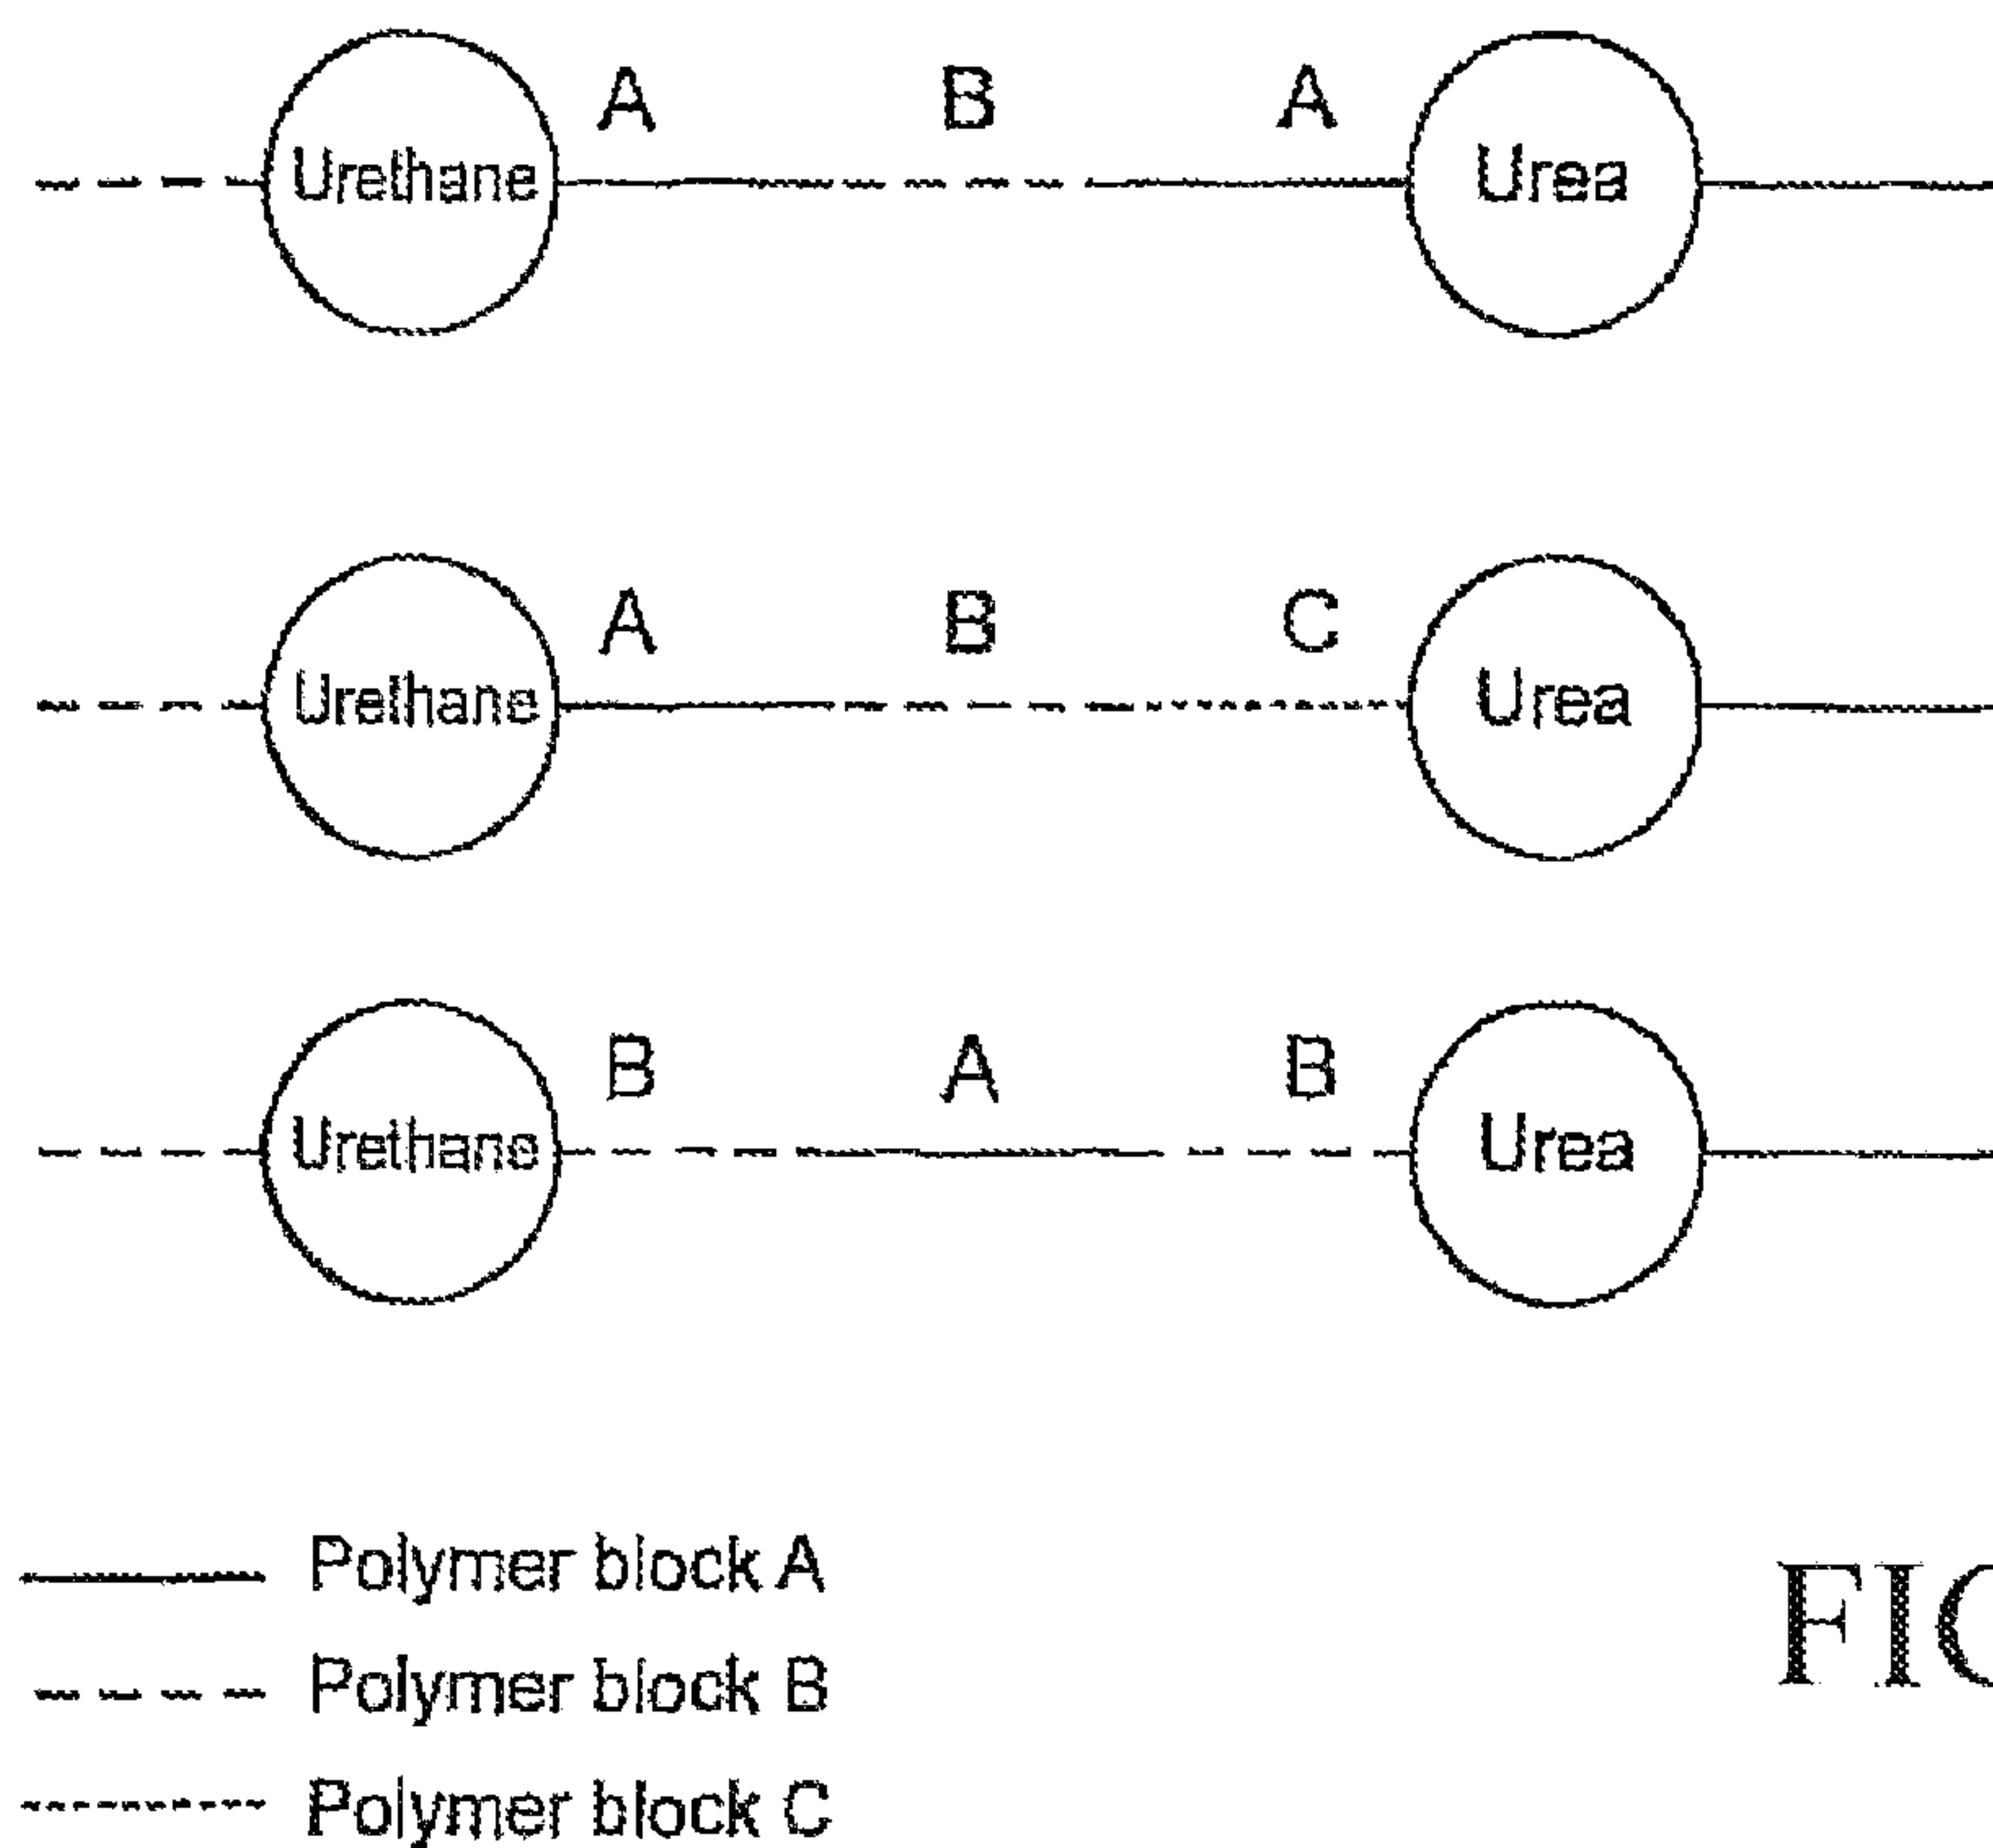 A B A
Urethane Urea
A B C
Urethane Urea
B A B
Urethane Urea
Polymer block A
Polymer block B
Polymer block C